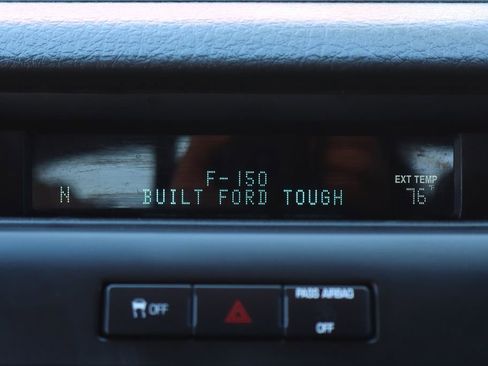 F-150
EXT TEMP
N BUILT FORD TOUGH 76°F
OFF
PASS AIRBAG
OFF